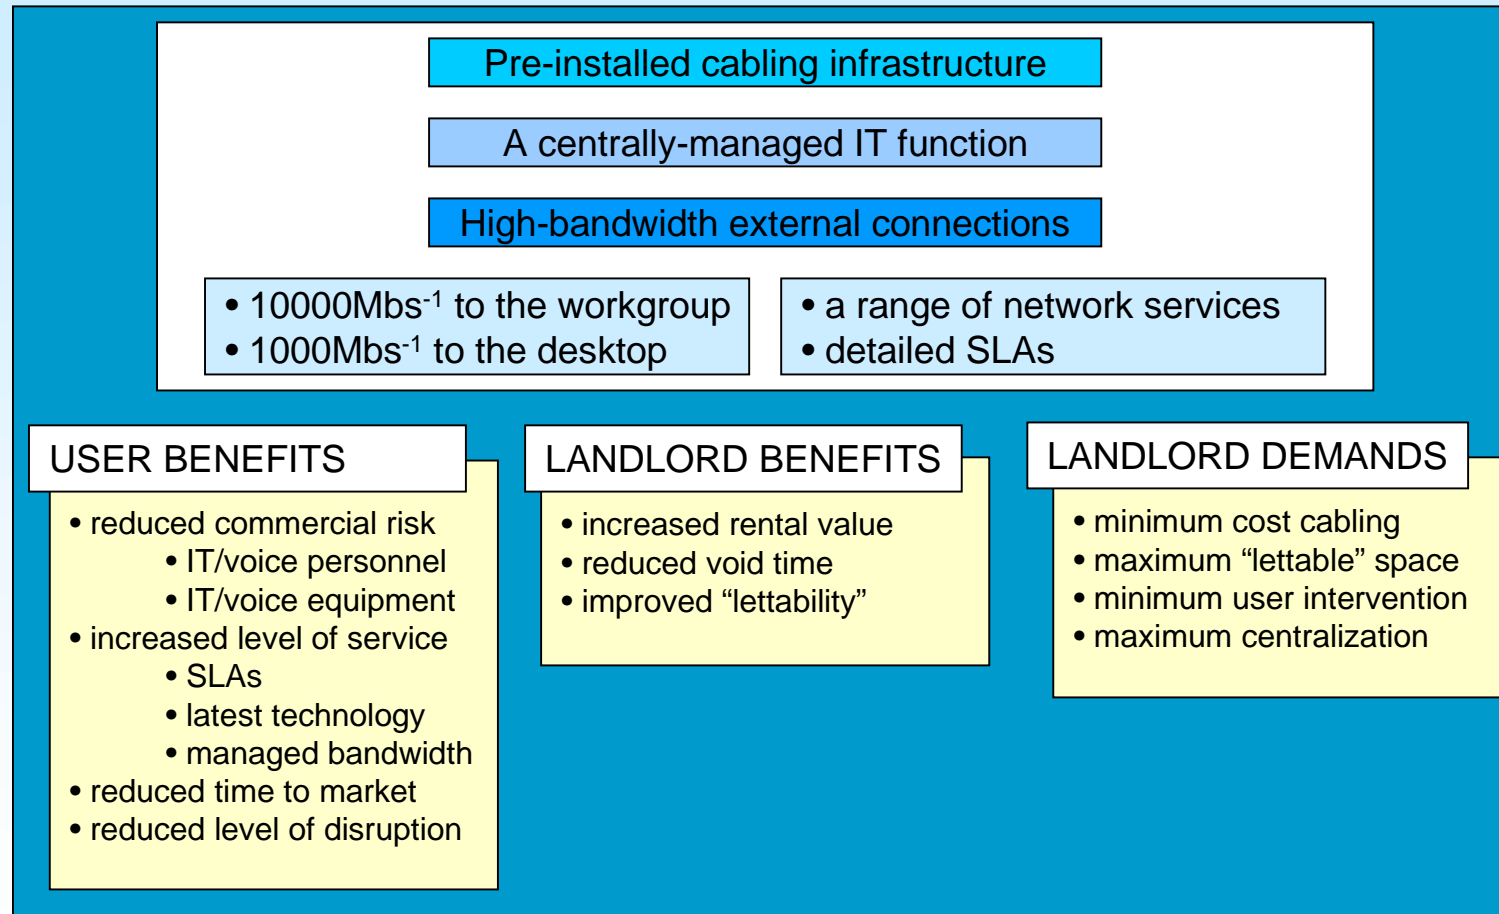 Pre-installed cabling infrastructure
A centrally-managed IT function
High-bandwidth external connections
• 10000Mbs⁻¹ to the workgroup
• 1000Mbs⁻¹ to the desktop
• a range of network services
• detailed SLAs
USER BENEFITS
• reduced commercial risk
• IT/voice personnel
• IT/voice equipment
• increased level of service
• SLAs
• latest technology
• managed bandwidth
• reduced time to market
• reduced level of disruption
LANDLORD BENEFITS
• increased rental value
• reduced void time
• improved “lettability”
LANDLORD DEMANDS
• minimum cost cabling
• maximum “lettable” space
• minimum user intervention
• maximum centralization